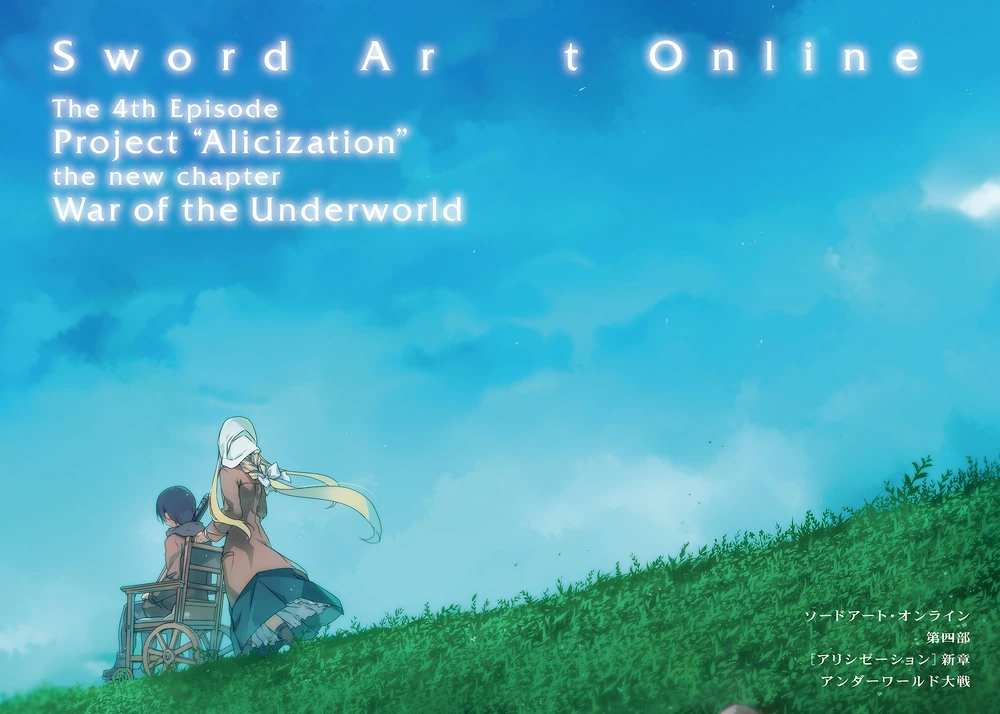 Sword Art Online
The 4th Episode
Project “Alicization”
the new chapter
War of the Underworld
ソードアート・オンライン
第四部
［アリシゼーション］新章
アンダーワールド大戦